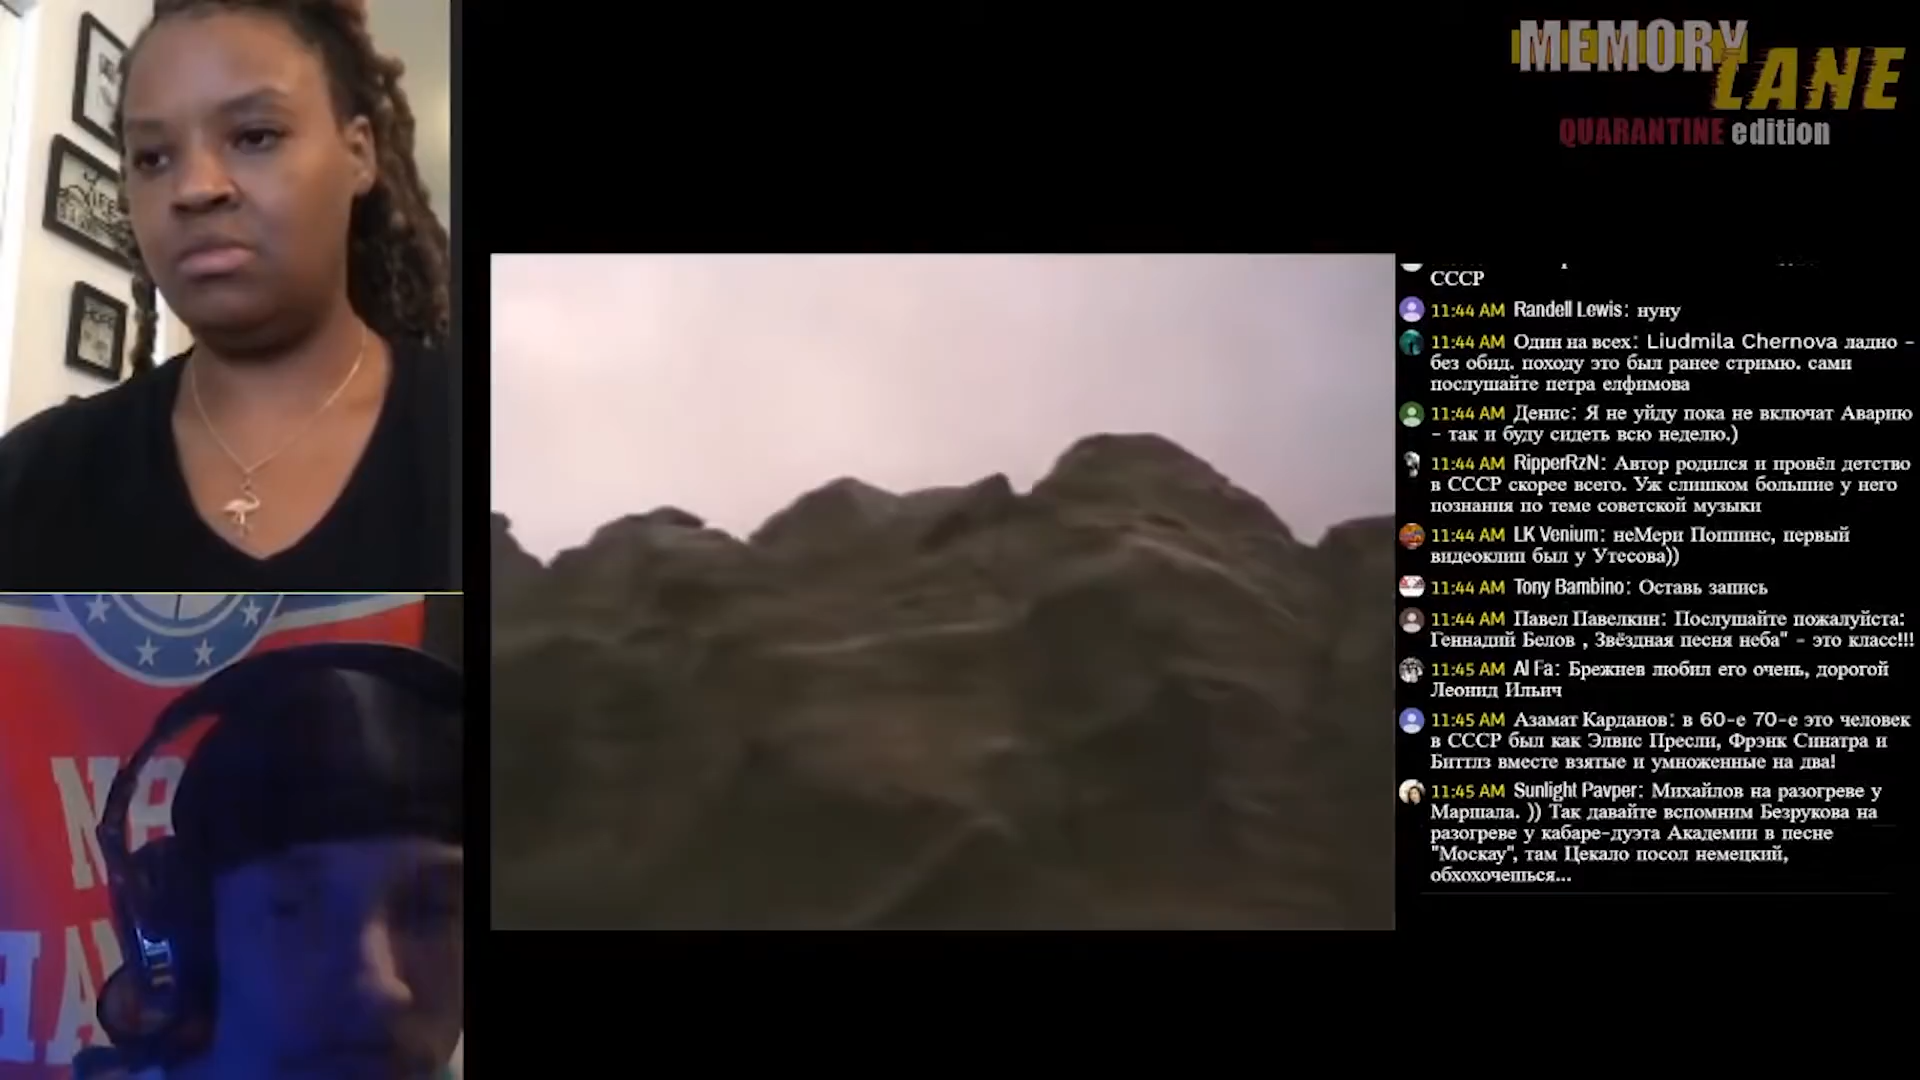 MEMORY
LANE
QUARANTINE edition
СССР
11:44 AM Randell Lewis: нуну
11:44 AM Один на всех: Liudmila Chernova ладно -
без обид. походу это был ранее стримю. сами
послушайте петра елфимова
11:44 AM Денис: Я не уйду пока не включат Аварию
- так и буду сидеть всю неделю.)
11:44 AM RipperRzN: Автор родился и провёл детство
в СССР скорее всего. Уж слишком большие у него
познания по теме советской музыки
11:44 AM LK Venium: неМери Поппинс, первый
видеоклип был у Утесова))
11:44 AM Tony Bambino: Оставь запись
11:44 AM Павел Павелкин: Послушайте пожалуйста:
Геннадий Белов , Звёздная песня неба" - это класс!!!
11:45 AM Al Fa: Брежнев любил его очень, дорогой
Леонид Ильич
11:45 AM Азамат Карданов: в 60-е 70-е это человек
в СССР был как Элвис Пресли, Фрэнк Синатра и
Биттлз вместе взятые и умноженные на два!
11:45 AM Sunlight Pavper: Михайлов на разогреве у
Маршала. )) Так давайте вспомним Безрукова на
разогреве у кабаре-дуэта Академии в песне
"Москау", там Цекало посол немецкий,
обхохочешься...